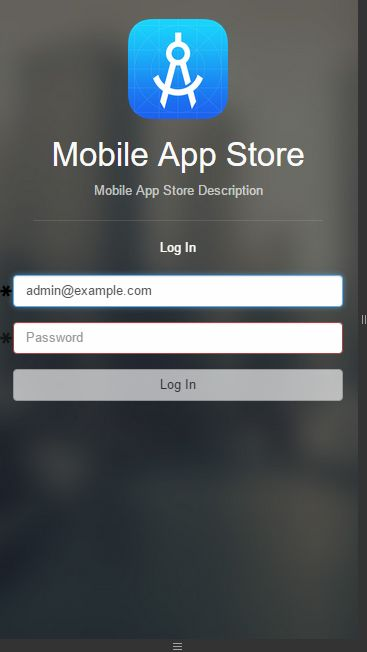 Mobile App Store
Mobile App Store Description
Log In
* admin@example.com
* Password
Log In